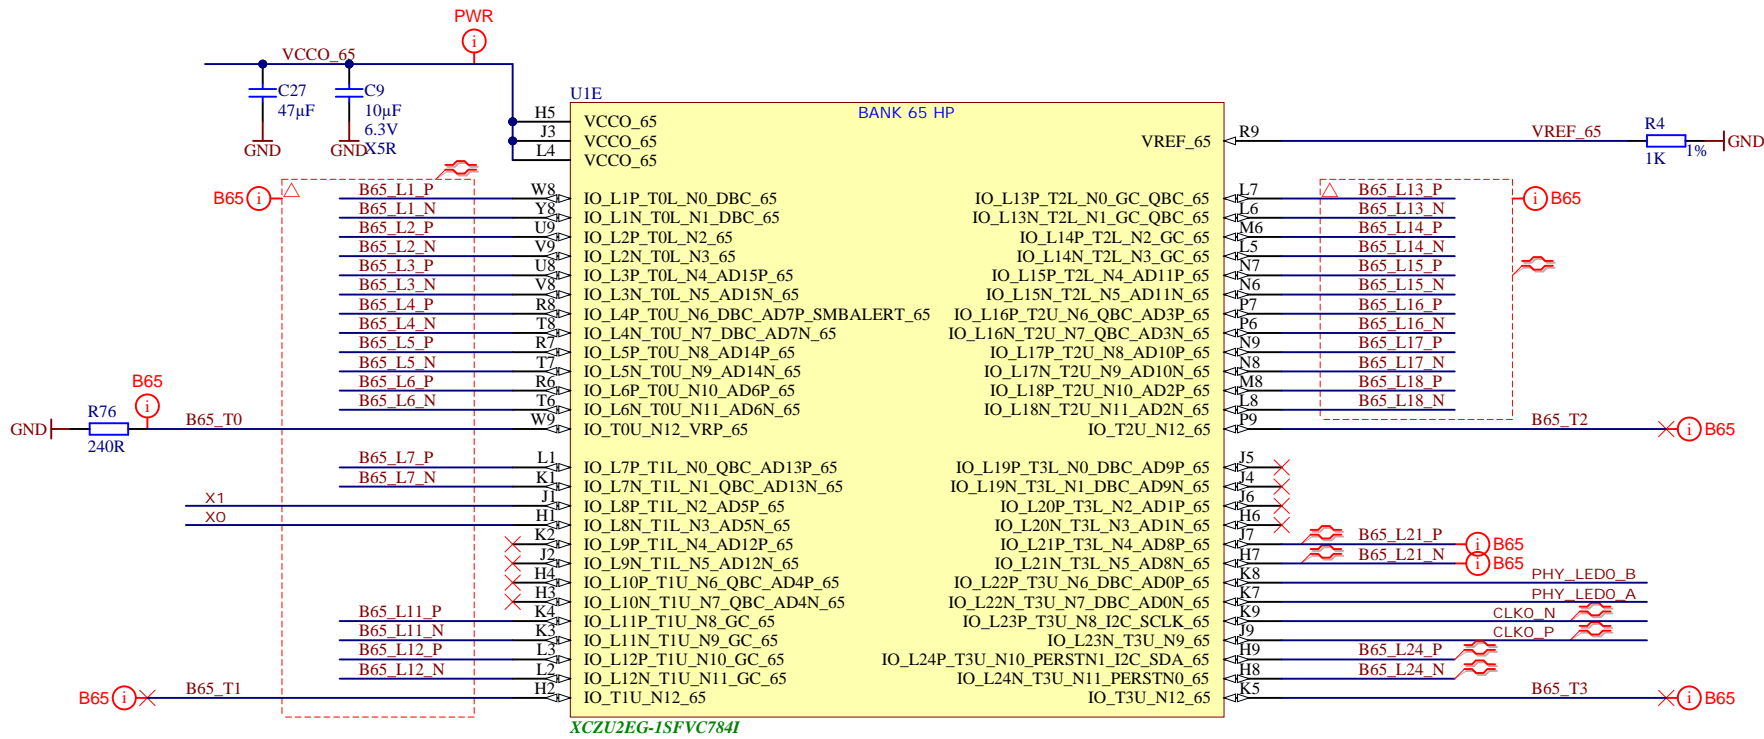 PWR
VCCO_65
C27
47µF
C9
10µF
6.3V
X5R
GND
GND
U1E
BANK 65 HP
H5 VCCO_65
J3 VCCO_65
L4 VCCO_65
VREF_65 R9 VREF_65
R4
1K
1%
GND
B65
B65_L1_P W8 IO_L1P_T0L_N0_DBC_65
B65_L1_N Y8 IO_L1N_T0L_N1_DBC_65
B65_L2_P U9 IO_L2P_T0L_N2_65
B65_L2_N V9 IO_L2N_T0L_N3_65
B65_L3_P U8 IO_L3P_T0L_N4_AD15P_65
B65_L3_N V8 IO_L3N_T0L_N5_AD15N_65
B65_L4_P R8 IO_L4P_T0U_N6_DBC_AD7P_SMBALERT_65
B65_L4_N T8 IO_L4N_T0U_N7_DBC_AD7N_65
B65_L5_P R7 IO_L5P_T0U_N8_AD14P_65
B65_L5_N T7 IO_L5N_T0U_N9_AD14N_65
B65_L6_P R6 IO_L6P_T0U_N10_AD6P_65
B65_L6_N T6 IO_L6N_T0U_N11_AD6N_65
B65
GND
R76
240R
B65_T0 W9 IO_T0U_N12_VRP_65
B65_L7_P L1 IO_L7P_T1L_N0_QBC_AD13P_65
B65_L7_N K1 IO_L7N_T1L_N1_QBC_AD13N_65
X1 J1 IO_L8P_T1L_N2_AD5P_65
X0 H1 IO_L8N_T1L_N3_AD5N_65
K2 IO_L9P_T1L_N4_AD12P_65
J2 IO_L9N_T1L_N5_AD12N_65
H4 IO_L10P_T1U_N6_QBC_AD4P_65
H3 IO_L10N_T1U_N7_QBC_AD4N_65
B65_L11_P K4 IO_L11P_T1U_N8_GC_65
B65_L11_N K3 IO_L11N_T1U_N9_GC_65
B65_L12_P L3 IO_L12P_T1U_N10_GC_65
B65_L12_N L2 IO_L12N_T1U_N11_GC_65
B65 B65_T1 H2 IO_T1U_N12_65
IO_L13P_T2L_N0_GC_QBC_65 L7 B65_L13_P B65
IO_L13N_T2L_N1_GC_QBC_65 L6 B65_L13_N
IO_L14P_T2L_N2_GC_65 M6 B65_L14_P
IO_L14N_T2L_N3_GC_65 L5 B65_L14_N
IO_L15P_T2L_N4_AD11P_65 N7 B65_L15_P
IO_L15N_T2L_N5_AD11N_65 N6 B65_L15_N
IO_L16P_T2U_N6_QBC_AD3P_65 P7 B65_L16_P
IO_L16N_T2U_N7_QBC_AD3N_65 P6 B65_L16_N
IO_L17P_T2U_N8_AD10P_65 N9 B65_L17_P
IO_L17N_T2U_N9_AD10N_65 N8 B65_L17_N
IO_L18P_T2U_N10_AD2P_65 M8 B65_L18_P
IO_L18N_T2U_N11_AD2N_65 L8 B65_L18_N
IO_T2U_N12_65 P9 B65_T2 B65
IO_L19P_T3L_N0_DBC_AD9P_65 J5
IO_L19N_T3L_N1_DBC_AD9N_65 J4
IO_L20P_T3L_N2_AD1P_65 J6
IO_L20N_T3L_N3_AD1N_65 H6
IO_L21P_T3L_N4_AD8P_65 J7 B65_L21_P B65
IO_L21N_T3L_N5_AD8N_65 H7 B65_L21_N B65
IO_L22P_T3U_N6_DBC_AD0P_65 K8 PHY_LED0_B
IO_L22N_T3U_N7_DBC_AD0N_65 K7 PHY_LED0_A
IO_L23P_T3U_N8_I2C_SCLK_65 K9 CLK0_N
IO_L23N_T3U_N9_65 J9 CLK0_P
IO_L24P_T3U_N10_PERSTN1_I2C_SDA_65 H9 B65_L24_P
IO_L24N_T3U_N11_PERSTN0_65 H8 B65_L24_N
IO_T3U_N12_65 K5 B65_T3 B65
XCZU2EG-1SFVC784I